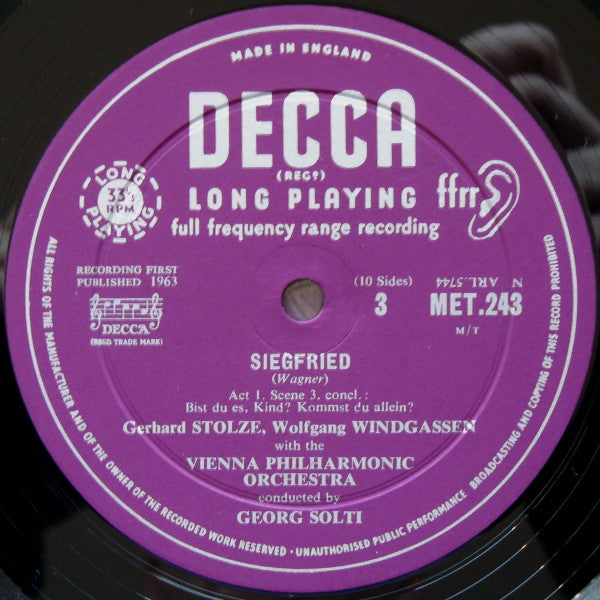 MADE IN ENGLAND
DECCA
(REGᴰ)
LONG PLAYING
ffrr
full frequency range recording
LONG
33⅓
RPM
PLAYING
RECORDING FIRST
PUBLISHED 1963
DECCA
(REGD TRADE MARK)
(10 Sides)
3
N ARL.5744
MET.243
M/T
SIEGFRIED
(Wagner)
Act 1. Scene 3, concl.:
Bist du es, Kind? Kommst du allein?
Gerhard STOLZE, Wolfgang WINDGASSEN
with the
VIENNA PHILHARMONIC
ORCHESTRA
conducted by
GEORG SOLTI
ALL RIGHTS OF THE MANUFACTURER AND OF THE OWNER OF THE RECORDED WORK RESERVED · UNAUTHORISED PUBLIC PERFORMANCE BROADCASTING AND COPYING OF THIS RECORD PROHIBITED